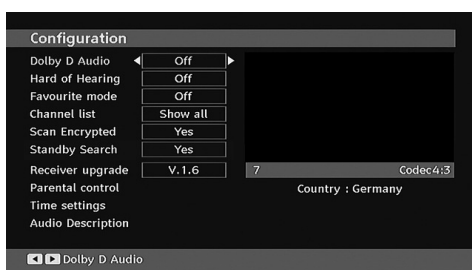 Configuration
Dolby D Audio Off
Hard of Hearing Off
Favourite mode Off
Channel list Show all
Scan Encrypted Yes
Standby Search Yes
Receiver upgrade V.1.6
7 Codec4:3
Parental control
Country : Germany
Time settings
Audio Description
Dolby D Audio